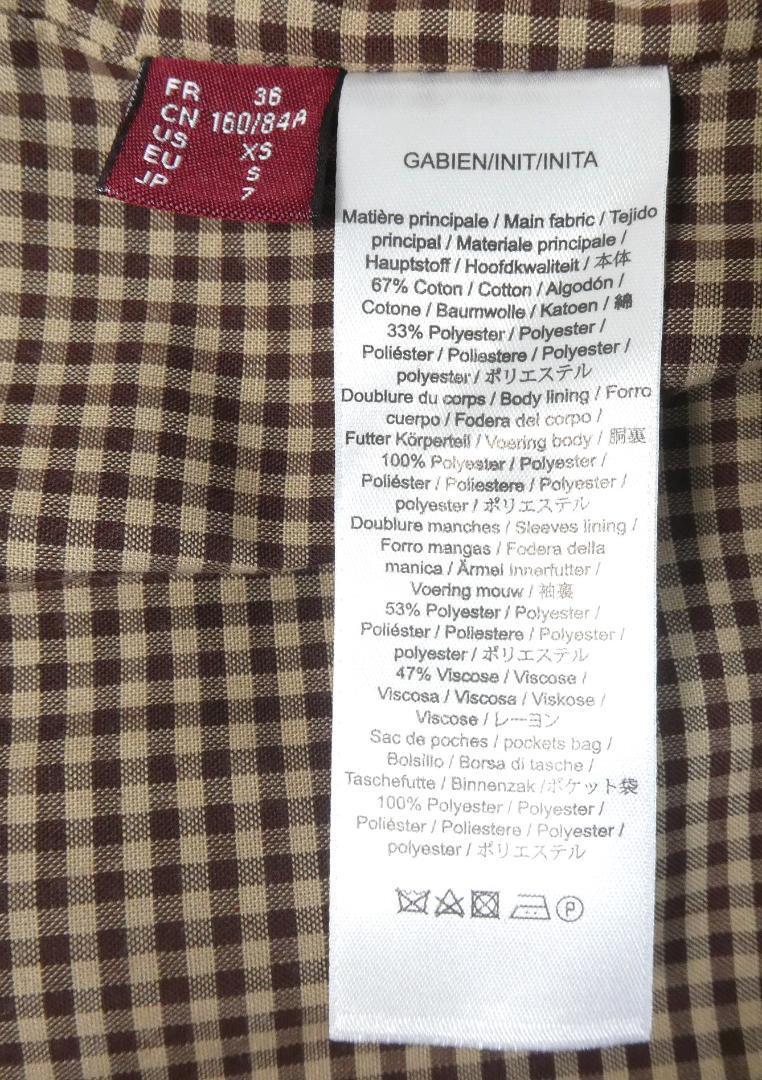 FR 36
CN 160/84A
US XS
EU S
JP 7
GABIEN/INIT/INITA
Matière principale / Main fabric / Tejido
principal / Materiale principale /
Hauptstoff / Hoofdkwaliteit / 本体
67% Coton / Cotton / Algodón /
Cotone / Baumwolle / Katoen / 綿
33% Polyester / Polyester /
Poliéster / Poliestere / Polyester /
polyester / ポリエステル
Doublure du corps / Body lining / Forro
cuerpo / Fodera del corpo /
Futter Körperteil / Voering body / 胴裏
100% Polyester / Polyester /
Poliéster / Poliestere / Polyester /
polyester / ポリエステル
Doublure manches / Sleeves lining /
Forro mangas / Fodera della
manica / Ärmel innerfutter /
Voering mouw / 袖裏
53% Polyester / Polyester /
Poliéster / Poliestere / Polyester /
polyester / ポリエステル
47% Viscose / Viscose /
Viscosa / Viscosa / Viskose /
Viscose / レーヨン
Sac de poches / pockets bag /
Bolsillo / Borsa di tasche /
Taschefutte / Binnenzak /ポケット袋
100% Polyester / Polyester /
Poliéster / Poliestere / Polyester /
polyester / ポリエステル
P